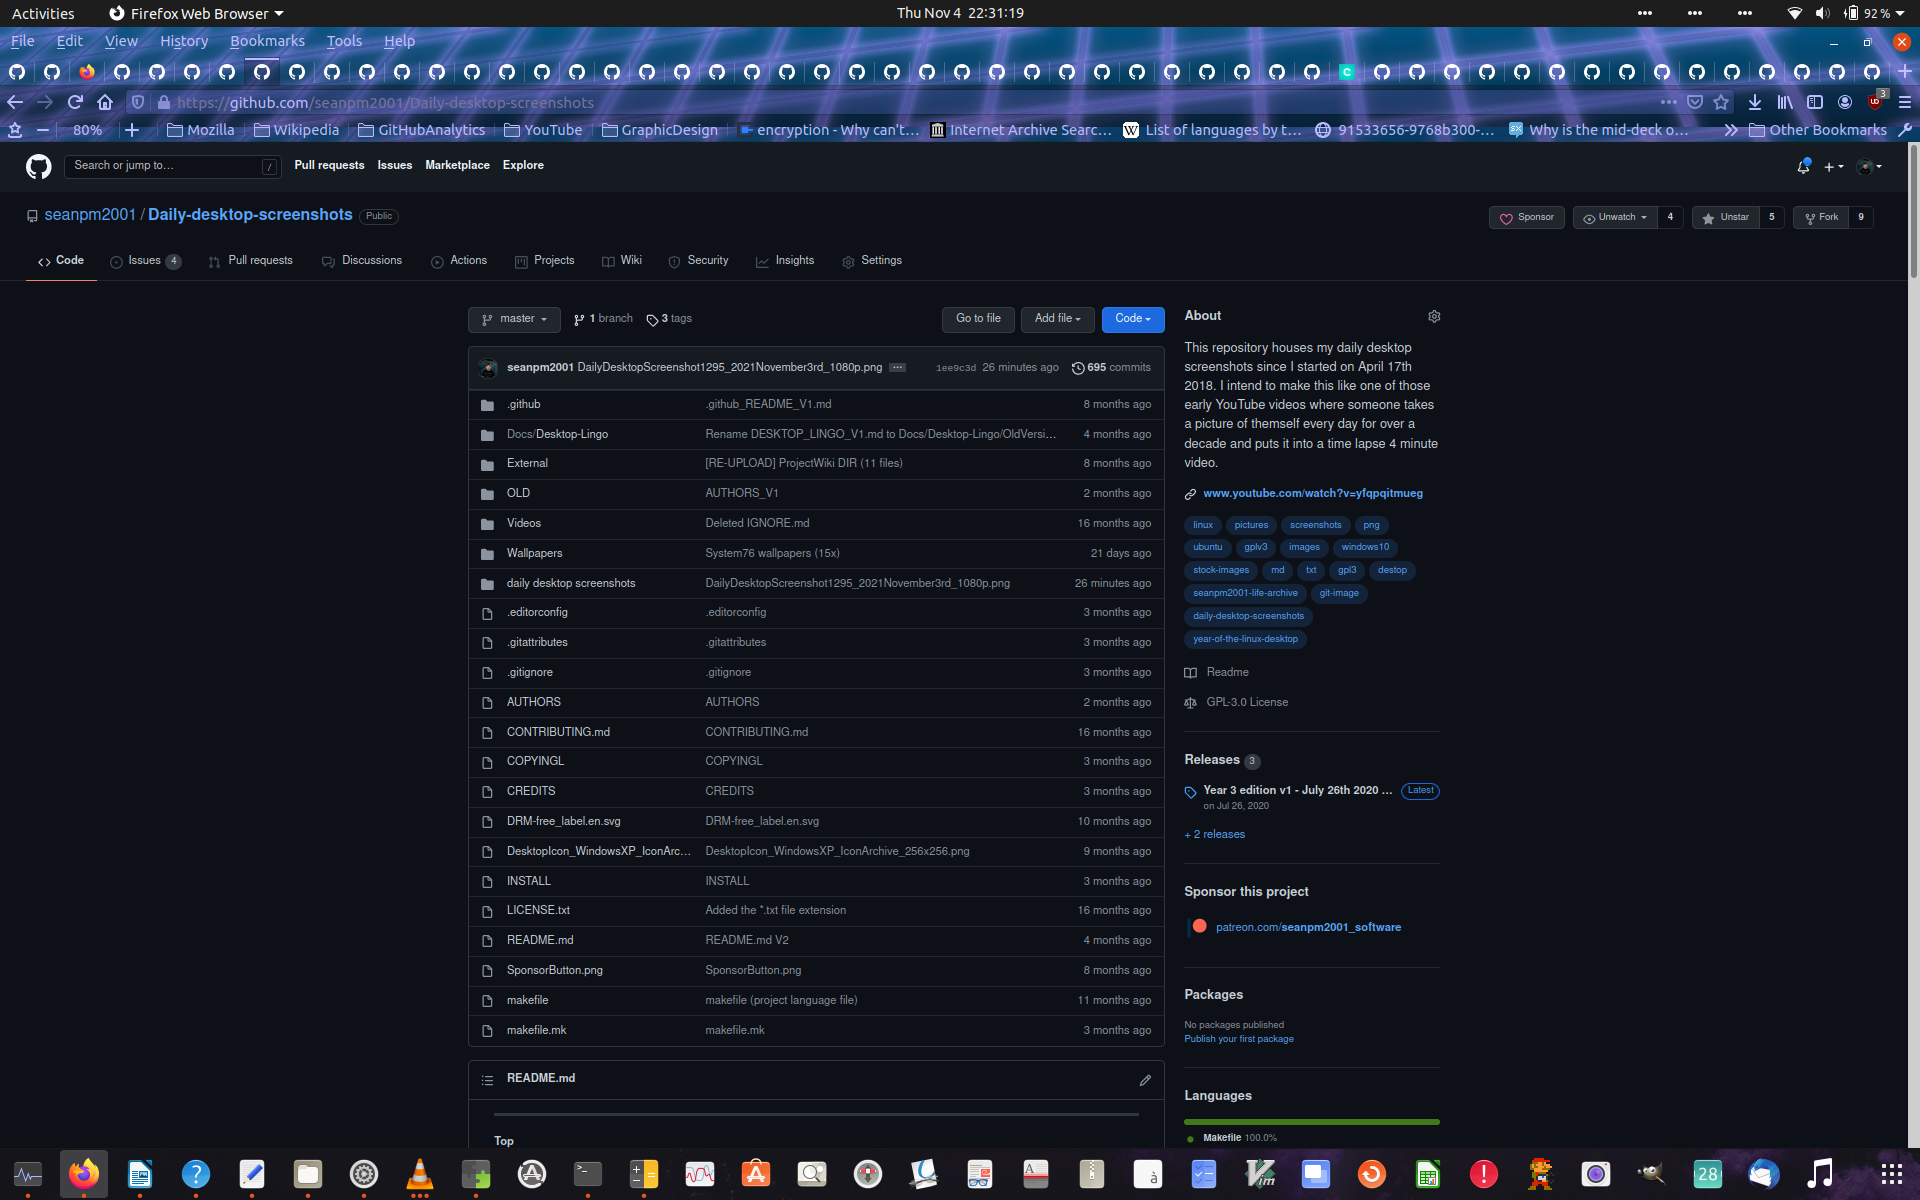 Activities Firefox Web Browser Thu Nov 4 22:31:19 92 %
File Edit View History Bookmarks Tools Help
https://github.com/seanpm2001/Daily-desktop-screenshots 3
80% Mozilla Wikipedia GitHubAnalytics YouTube GraphicDesign encryption - Why can't... Internet Archive Searc... List of languages by t... 91533656-9768b300-... Why is the mid-deck o... Other Bookmarks
Search or jump to... / Pull requests Issues Marketplace Explore
seanpm2001 / Daily-desktop-screenshots Public Sponsor Unwatch 4 Unstar 5 Fork 9
Code Issues 4 Pull requests Discussions Actions Projects Wiki Security Insights Settings
master 1 branch 3 tags Go to file Add file Code
seanpm2001 DailyDesktopScreenshot1295_2021November3rd_1080p.png ... 1ee9c3d 26 minutes ago 695 commits
.github .github_README_V1.md 8 months ago
Docs/Desktop-Lingo Rename DESKTOP_LINGO_V1.md to Docs/Desktop-Lingo/OldVersi... 4 months ago
External [RE-UPLOAD] ProjectWiki DIR (11 files) 8 months ago
OLD AUTHORS_V1 2 months ago
Videos Deleted IGNORE.md 16 months ago
Wallpapers System76 wallpapers (15x) 21 days ago
daily desktop screenshots DailyDesktopScreenshot1295_2021November3rd_1080p.png 26 minutes ago
.editorconfig .editorconfig 3 months ago
.gitattributes .gitattributes 3 months ago
.gitignore .gitignore 3 months ago
AUTHORS AUTHORS 2 months ago
CONTRIBUTING.md CONTRIBUTING.md 16 months ago
COPYINGL COPYINGL 3 months ago
CREDITS CREDITS 3 months ago
DRM-free_label.en.svg DRM-free_label.en.svg 10 months ago
DesktopIcon_WindowsXP_IconArc... DesktopIcon_WindowsXP_IconArchive_256x256.png 9 months ago
INSTALL INSTALL 3 months ago
LICENSE.txt Added the *.txt file extension 16 months ago
README.md README.md V2 4 months ago
SponsorButton.png SponsorButton.png 8 months ago
makefile makefile (project language file) 11 months ago
makefile.mk makefile.mk 3 months ago
README.md
Top
About
This repository houses my daily desktop
screenshots since I started on April 17th
2018. I intend to make this like one of those
early YouTube videos where someone takes
a picture of themself every day for over a
decade and puts it into a time lapse 4 minute
video.
www.youtube.com/watch?v=yfqpqitmueg
linux pictures screenshots png
ubuntu gplv3 images windows10
stock-images md txt gpl3 destop
seanpm2001-life-archive git-image
daily-desktop-screenshots
year-of-the-linux-desktop
Readme
GPL-3.0 License
Releases 3
Year 3 edition v1 - July 26th 2020 ... Latest
on Jul 26, 2020
+ 2 releases
Sponsor this project
patreon.com/seanpm2001_software
Packages
No packages published
Publish your first package
Languages
Makefile 100.0%
28